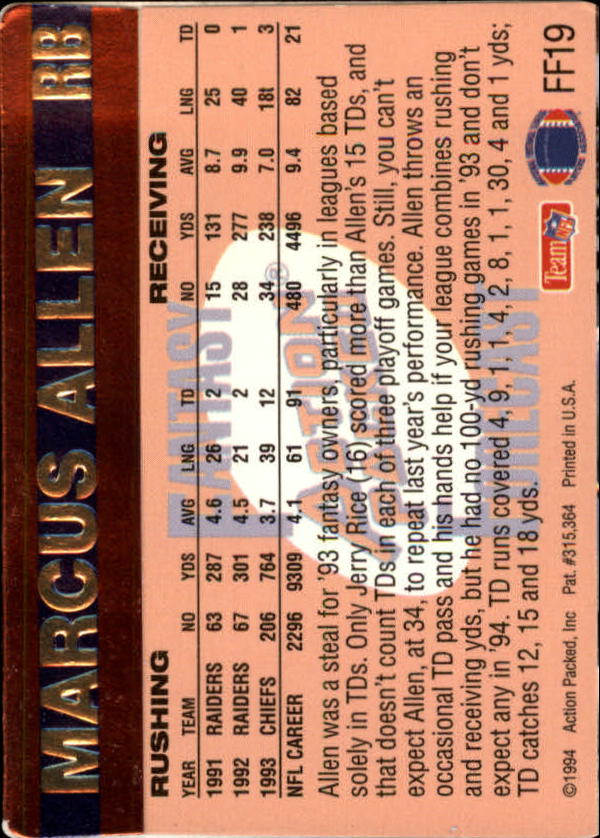 MARCUS ALLEN RB
RUSHING RECEIVING
YEAR TEAM NO YDS AVG LNG TD NO YDS AVG LNG TD
1991 RAIDERS 63 287 4.6 26 2 15 131 8.7 25 0
1992 RAIDERS 67 301 4.5 21 2 28 277 9.9 40 1
1993 CHIEFS 206 764 3.7 39 12 34 238 7.0 18t 3
NFL CAREER 2296 9309 4.1 61 91 480 4496 9.4 82 21
Allen was a steal for '93 fantasy owners, particularly in leagues based
solely in TDs. Only Jerry Rice (16) scored more than Allen's 15 TDs, and
that doesn't count TDs in each of three playoff games. Still, you can't
expect Allen, at 34, to repeat last year's performance. Allen throws an
occasional TD pass and his hands help if your league combines rushing
and receiving yds, but he had no 100-yd rushing games in '93 and don't
expect any in '94. TD runs covered 4, 9, 1, 1, 4, 2, 8, 1, 1, 30, 4 and 1 yds;
TD catches 12, 15 and 18 yds.
FANTASY
ACTION
PACKED®
FORECAST
©1994 Action Packed, Inc Pat. #315,364 Printed in U.S.A.
Team NFL
FF19